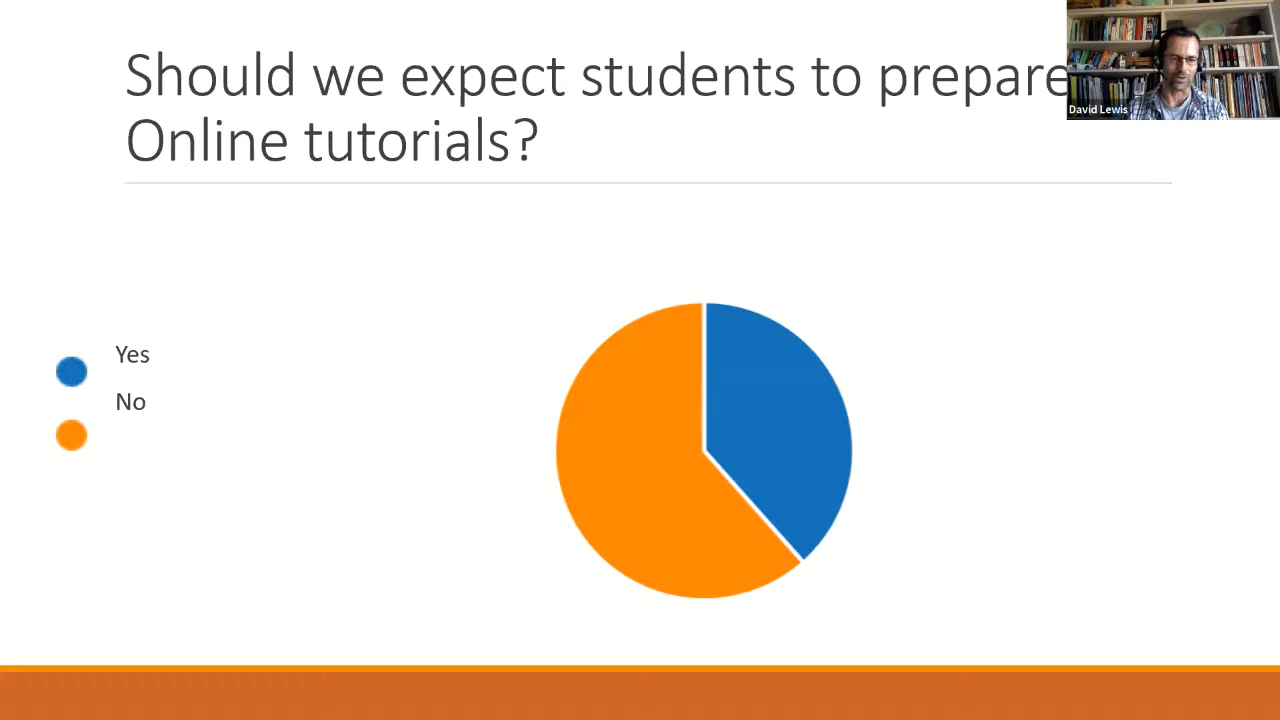 Should we expect students to prepare
Online tutorials?
David Lewis
Yes
No